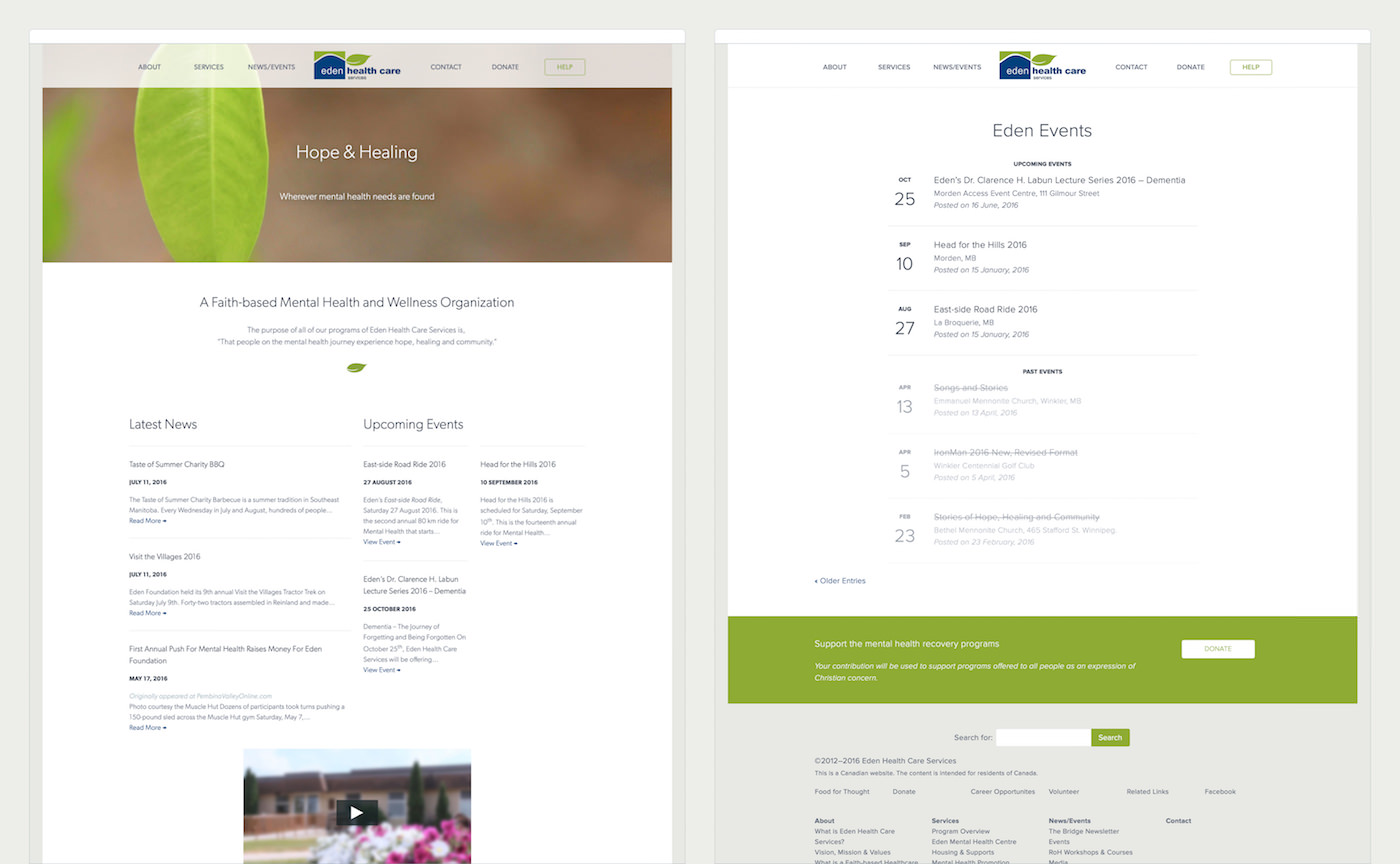 ABOUT
SERVICES
NEWS/EVENTS
eden health care
services
CONTACT
DONATE
HELP
Hope & Healing
Wherever mental health needs are found
A Faith-based Mental Health and Wellness Organization
The purpose of all of our programs of Eden Health Care Services is,
"That people on the mental health journey experience hope, healing and community."
Latest News
Taste of Summer Charity BBQ
JULY 11, 2016
The Taste of Summer Charity Barbecue is a summer tradition in Southeast
Manitoba. Every Wednesday in July and August, hundreds of people…
Read More
Visit the Villages 2016
JULY 11, 2016
Eden Foundation held its 9th annual Visit the Villages Tractor Trek on
Saturday July 9th. Forty-two tractors assembled in Reinland and made…
Read More
First Annual Push For Mental Health Raises Money For Eden
Foundation
MAY 17, 2016
Originally appeared at PembinaValleyOnline.com
Photo courtesy the Muscle Hut Dozens of participants took turns pushing a
150-pound sled across the Muscle Hut gym Saturday, May 7,…
Read More
Upcoming Events
East-side Road Ride 2016
27 AUGUST 2016
Eden's East-side Road Ride,
Saturday 27 August 2016. This is
the second annual 80 km ride for
Mental Health that starts…
View Event
Eden's Dr. Clarence H. Labun
Lecture Series 2016 – Dementia
25 OCTOBER 2016
Dementia – The Journey of
Forgetting and Being Forgotten On
October 25th, Eden Health Care
Services will be offering…
View Event
Head for the Hills 2016
10 SEPTEMBER 2016
Head for the Hills 2016 is
scheduled for Saturday, September
10th. This is the fourteenth annual
ride for Mental Health…
View Event
ABOUT
SERVICES
NEWS/EVENTS
eden health care
services
CONTACT
DONATE
HELP
Eden Events
UPCOMING EVENTS
OCT
25
Eden's Dr. Clarence H. Labun Lecture Series 2016 – Dementia
Morden Access Event Centre, 111 Gilmour Street
Posted on 16 June, 2016
SEP
10
Head for the Hills 2016
Morden, MB
Posted on 15 January, 2016
AUG
27
East-side Road Ride 2016
La Broquerie, MB
Posted on 15 January, 2016
PAST EVENTS
APR
13
Songs and Stories
Emmanuel Mennonite Church, Winkler, MB
Posted on 13 April, 2016
APR
5
IronMan 2016 New, Revised Format
Winkler Centennial Golf Club
Posted on 5 April, 2016
FEB
23
Stories of Hope, Healing and Community
Bethel Mennonite Church, 465 Stafford St. Winnipeg.
Posted on 23 February, 2016
« Older Entries
Support the mental health recovery programs
Your contribution will be used to support programs offered to all people as an expression of
Christian concern.
DONATE
Search for:
Search
©2012–2016 Eden Health Care Services
This is a Canadian website. The content is intended for residents of Canada.
Food for Thought
Donate
Career Opportunites
Volunteer
Related Links
Facebook
About
What is Eden Health Care
Services?
Vision, Mission & Values
What is a Faith-based Healthcare
Services
Program Overview
Eden Mental Health Centre
Housing & Supports
Mental Health Promotion
News/Events
The Bridge Newsletter
Events
RoH Workshops & Courses
Media
Contact